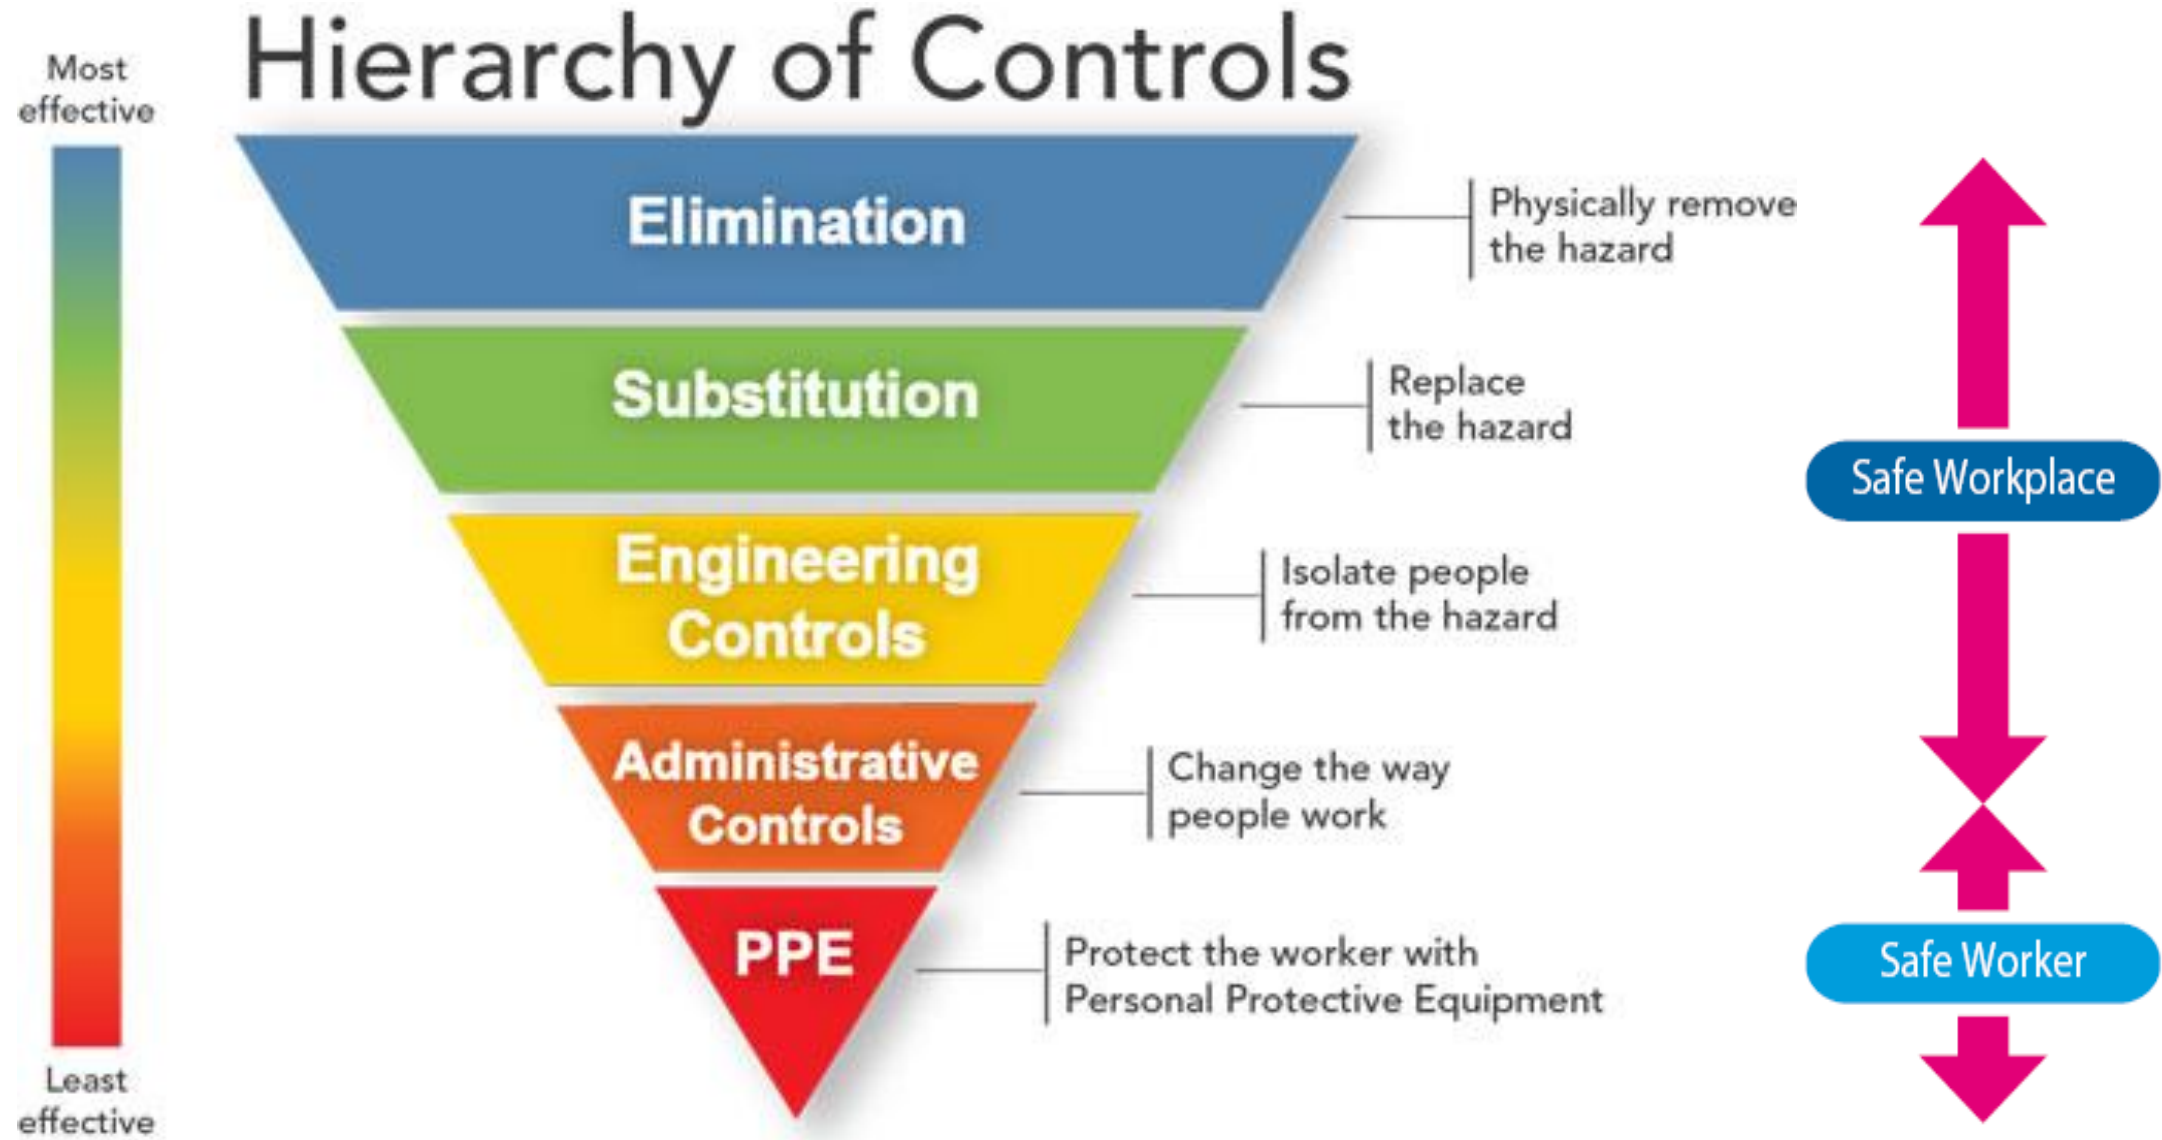 Hierarchy of Controls
Most
effective
Elimination
Physically remove
the hazard
Substitution
Replace
the hazard
Safe Workplace
Engineering
Controls
Isolate people
from the hazard
Administrative
Controls
Change the way
people work
PPE
Protect the worker with
Personal Protective Equipment
Safe Worker
Least
effective